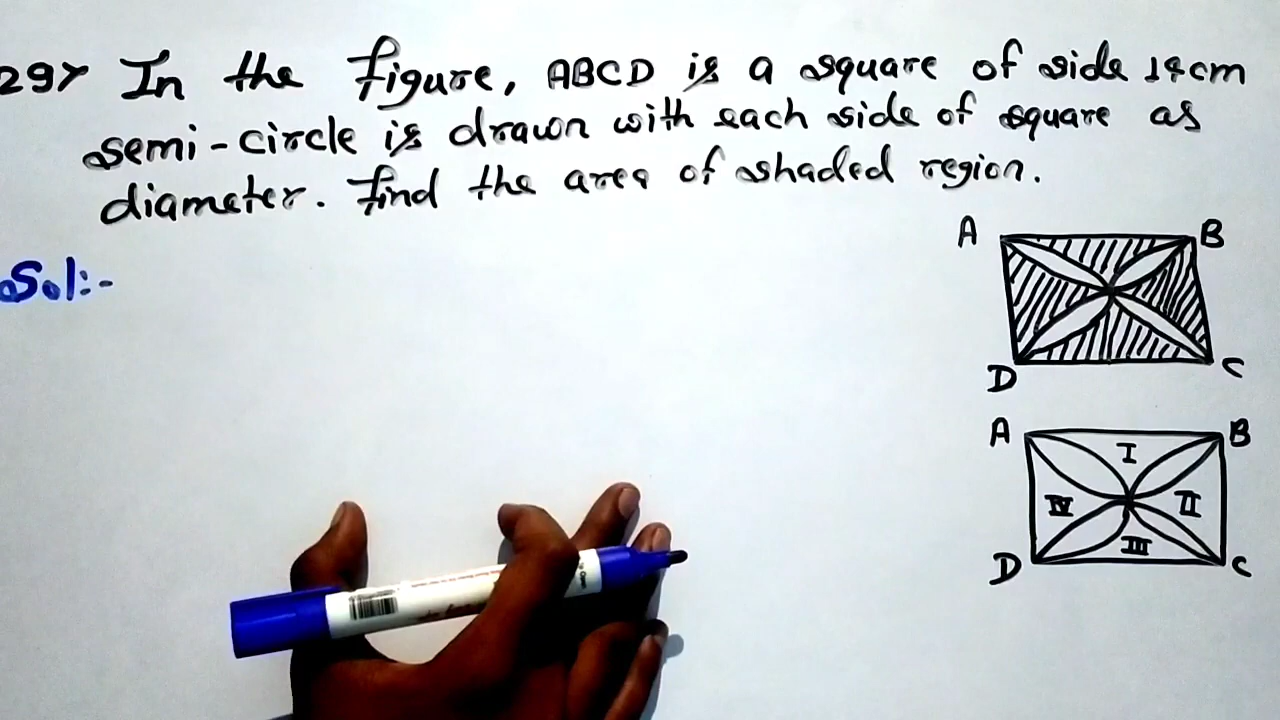 29> In the figure, ABCD is a square of side 14cm
semi-circle is drawn with each side of square as
diameter. find the area of shaded region.
Sol:-
A B
D C
A B
I
IV II
III
D C